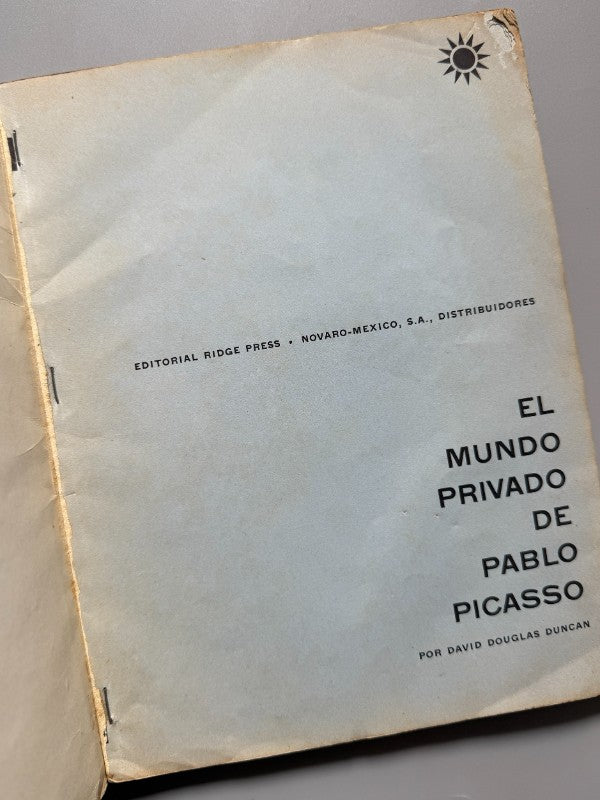 EDITORIAL RIDGE PRESS • NOVARO-MEXICO, S.A., DISTRIBUIDORES
EL
MUNDO
PRIVADO
DE
PABLO
PICASSO
POR DAVID DOUGLAS DUNCAN